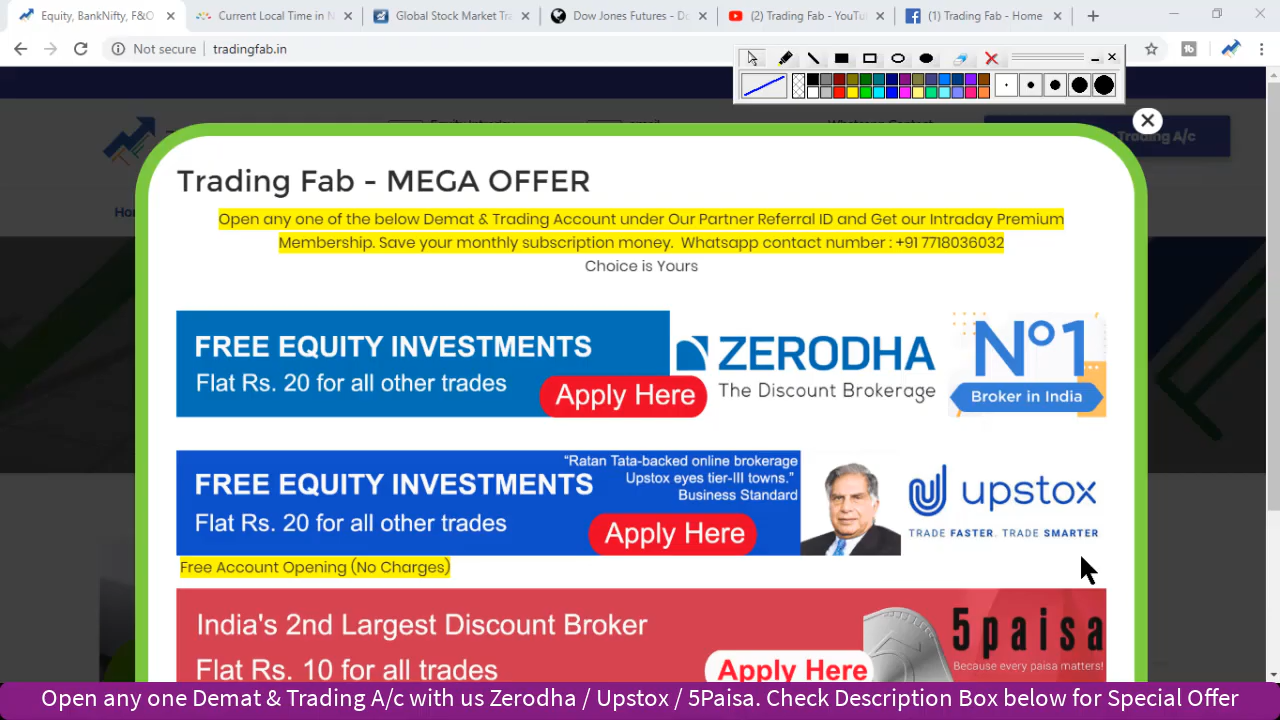 Equity, BankNifty, F&O
Current Local Time in N
Global Stock Market Tra
Dow Jones Futures - Do
(2) Trading Fab - YouTu
(1) Trading Fab - Home
Not secure
tradingfab.in
Trading A/c
Trading Fab - MEGA OFFER
Open any one of the below Demat & Trading Account under Our Partner Referral ID and Get our Intraday Premium
Membership. Save your monthly subscription money. Whatsapp contact number : +91 7718036032
Choice is Yours
FREE EQUITY INVESTMENTS
Flat Rs. 20 for all other trades
Apply Here
ZERODHA
The Discount Brokerage
Nº1
Broker in India
FREE EQUITY INVESTMENTS
Flat Rs. 20 for all other trades
"Ratan Tata-backed online brokerage
Upstox eyes tier-III towns."
Business Standard
Apply Here
upstox
TRADE FASTER. TRADE SMARTER
Free Account Opening (No Charges)
India's 2nd Largest Discount Broker
Flat Rs. 10 for all trades
Apply Here
5paisa
Because every paisa matters!
Open any one Demat & Trading A/c with us Zerodha / Upstox / 5Paisa. Check Description Box below for Special Offer